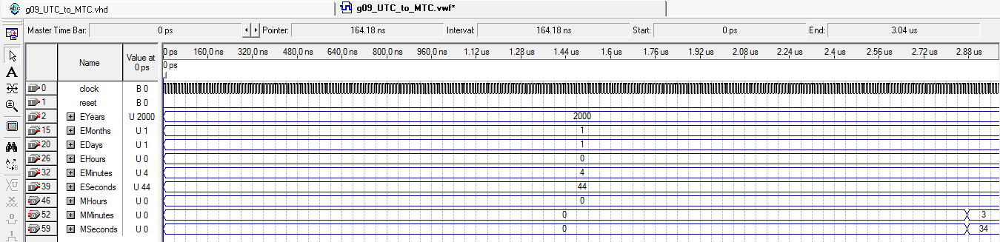 g09_UTC_to_MTC.vhd g09_UTC_to_MTC.vwf*
Master Time Bar: 0 ps Pointer: 164.18 ns Interval: 164.18 ns Start: 0 ps End: 3.04 us
Name Value at 0 ps
0 ps 160.0 ns 320.0 ns 480.0 ns 640.0 ns 800.0 ns 960.0 ns 1.12 us 1.28 us 1.44 us 1.6 us 1.76 us 1.92 us 2.08 us 2.24 us 2.4 us 2.56 us 2.72 us 2.88 us
0 ps
0 clock B 0
1 reset B 0
2 EYears U 2000 2000
15 EMonths U 1 1
20 EDays U 1 1
26 EHours U 0 0
32 EMinutes U 4 4
39 ESeconds U 44 44
46 MHours U 0 0
52 MMinutes U 0 0 3
59 MSeconds U 0 0 34